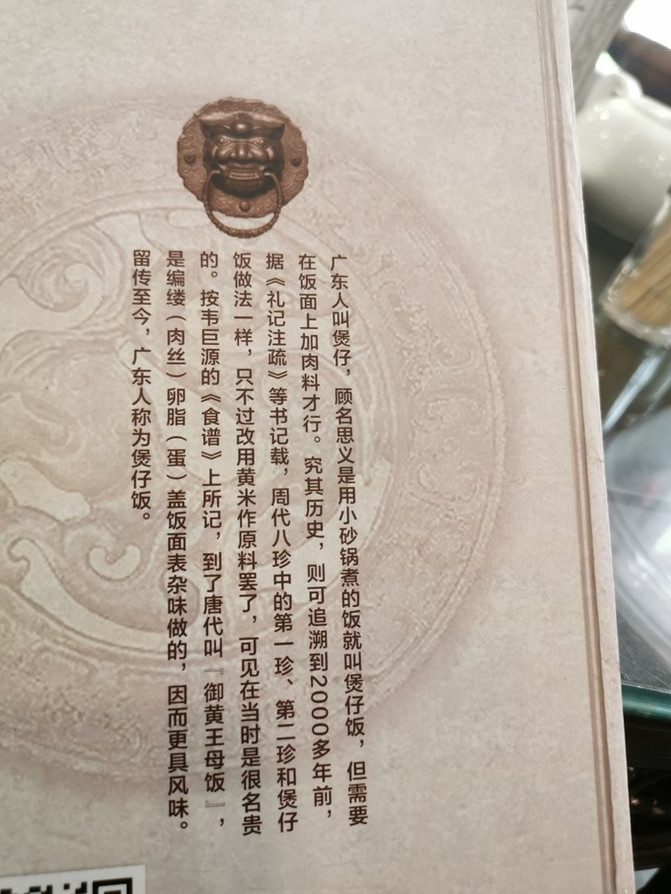 广东人叫煲仔，顾名思义是用小砂锅煮的饭就叫煲仔饭，但需要
在饭面上加肉料才行。究其历史，则可追溯到2000多年前，
据《礼记注疏》等书记载，周代八珍中的第一珍、第二珍和煲仔
饭做法一样，只不过改用黄米作原料罢了，可见在当时是很名贵
的。按韦巨源的《食谱》上所记，到了唐代叫『御黄王母饭』，
是编缕（肉丝）卵脂（蛋）盖饭面表杂味做的，因而更具风味。
留传至今，广东人称为煲仔饭。